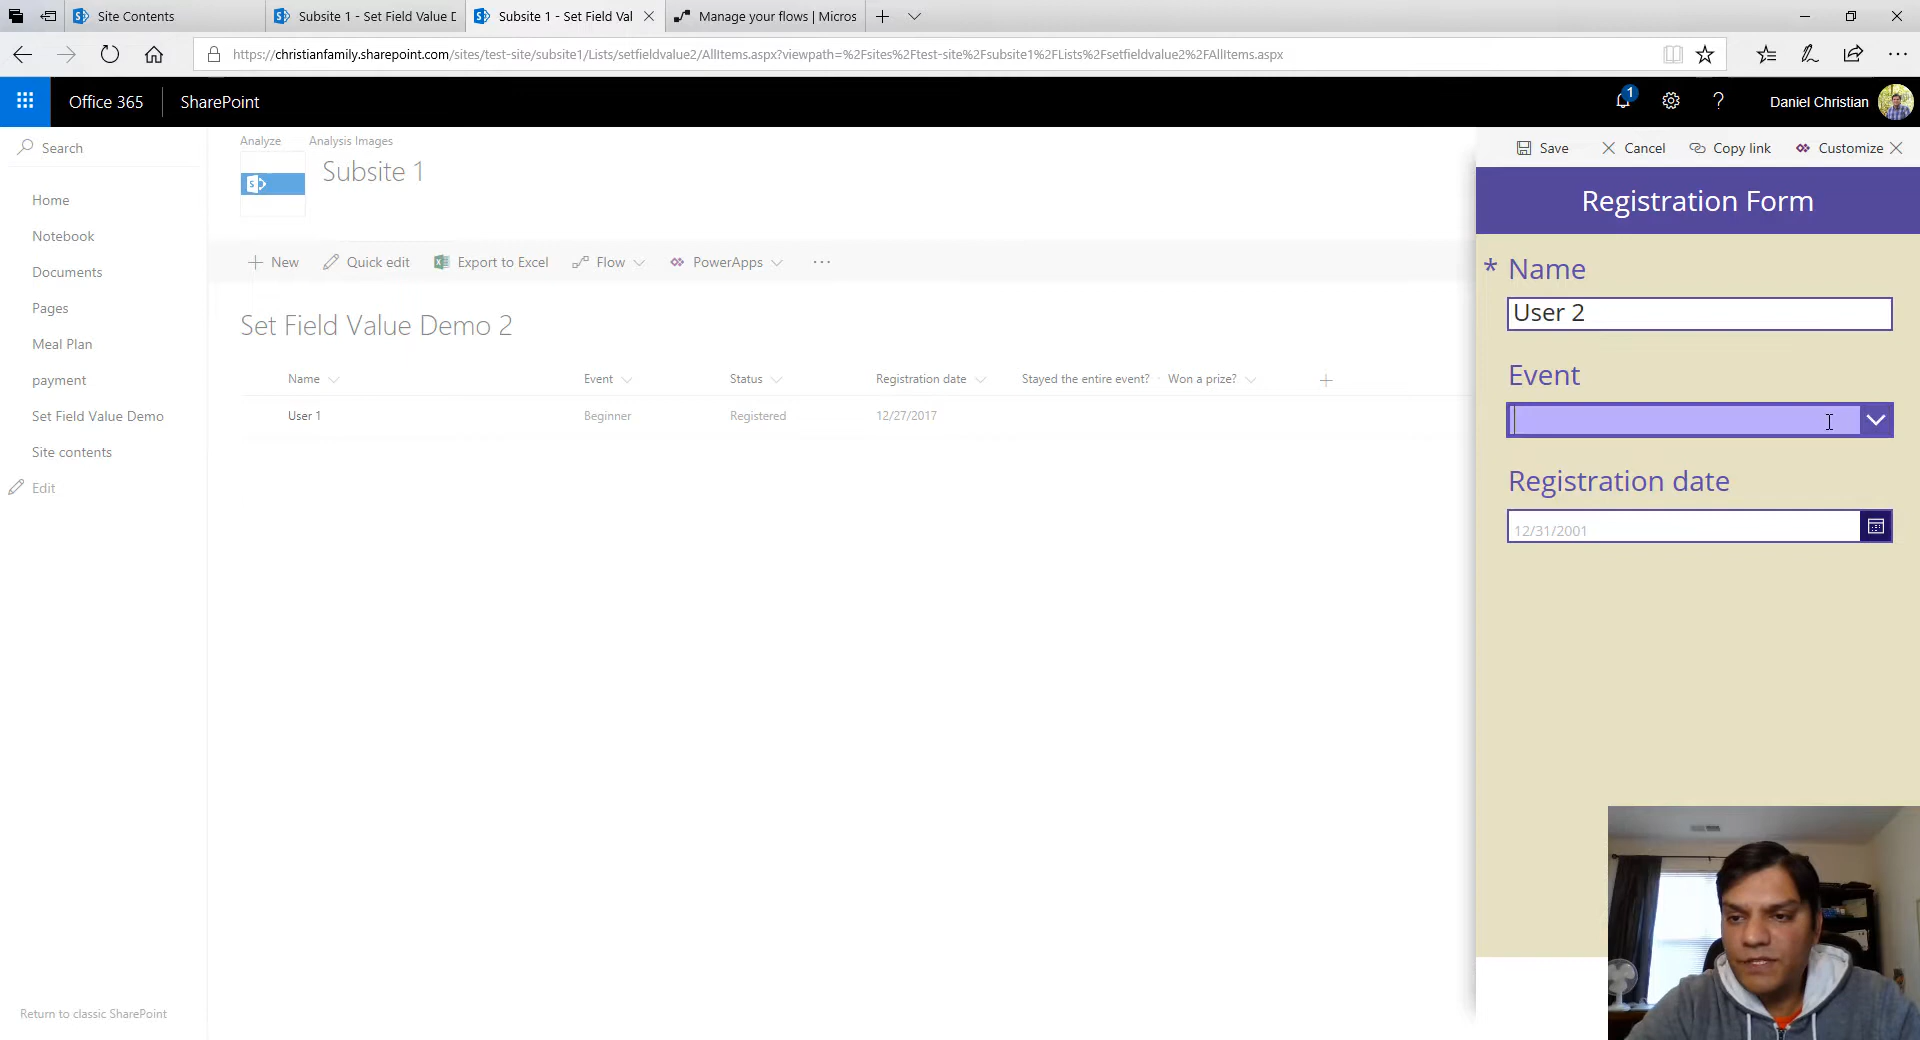 Site Contents
Subsite 1 - Set Field Value D
Subsite 1 - Set Field Val
Manage your flows | Micros
https://christianfamily.sharepoint.com/sites/test-site/subsite1/Lists/setfieldvalue2/AllItems.aspx?viewpath=%2Fsites%2Ftest-site%2Fsubsite1%2FLists%2Fsetfieldvalue2%2FAllItems.aspx
Office 365
SharePoint
1
?
Daniel Christian
Search
Home
Notebook
Documents
Pages
Meal Plan
payment
Set Field Value Demo
Site contents
Edit
Return to classic SharePoint
Analyze Analysis Images
S
Subsite 1
New Quick edit Export to Excel Flow PowerApps ...
Set Field Value Demo 2
Name Event Status Registration date Stayed the entire event? Won a prize?
User 1 Beginner Registered 12/27/2017
Save Cancel Copy link Customize
Registration Form
* Name
User 2
Event
Registration date
12/31/2001